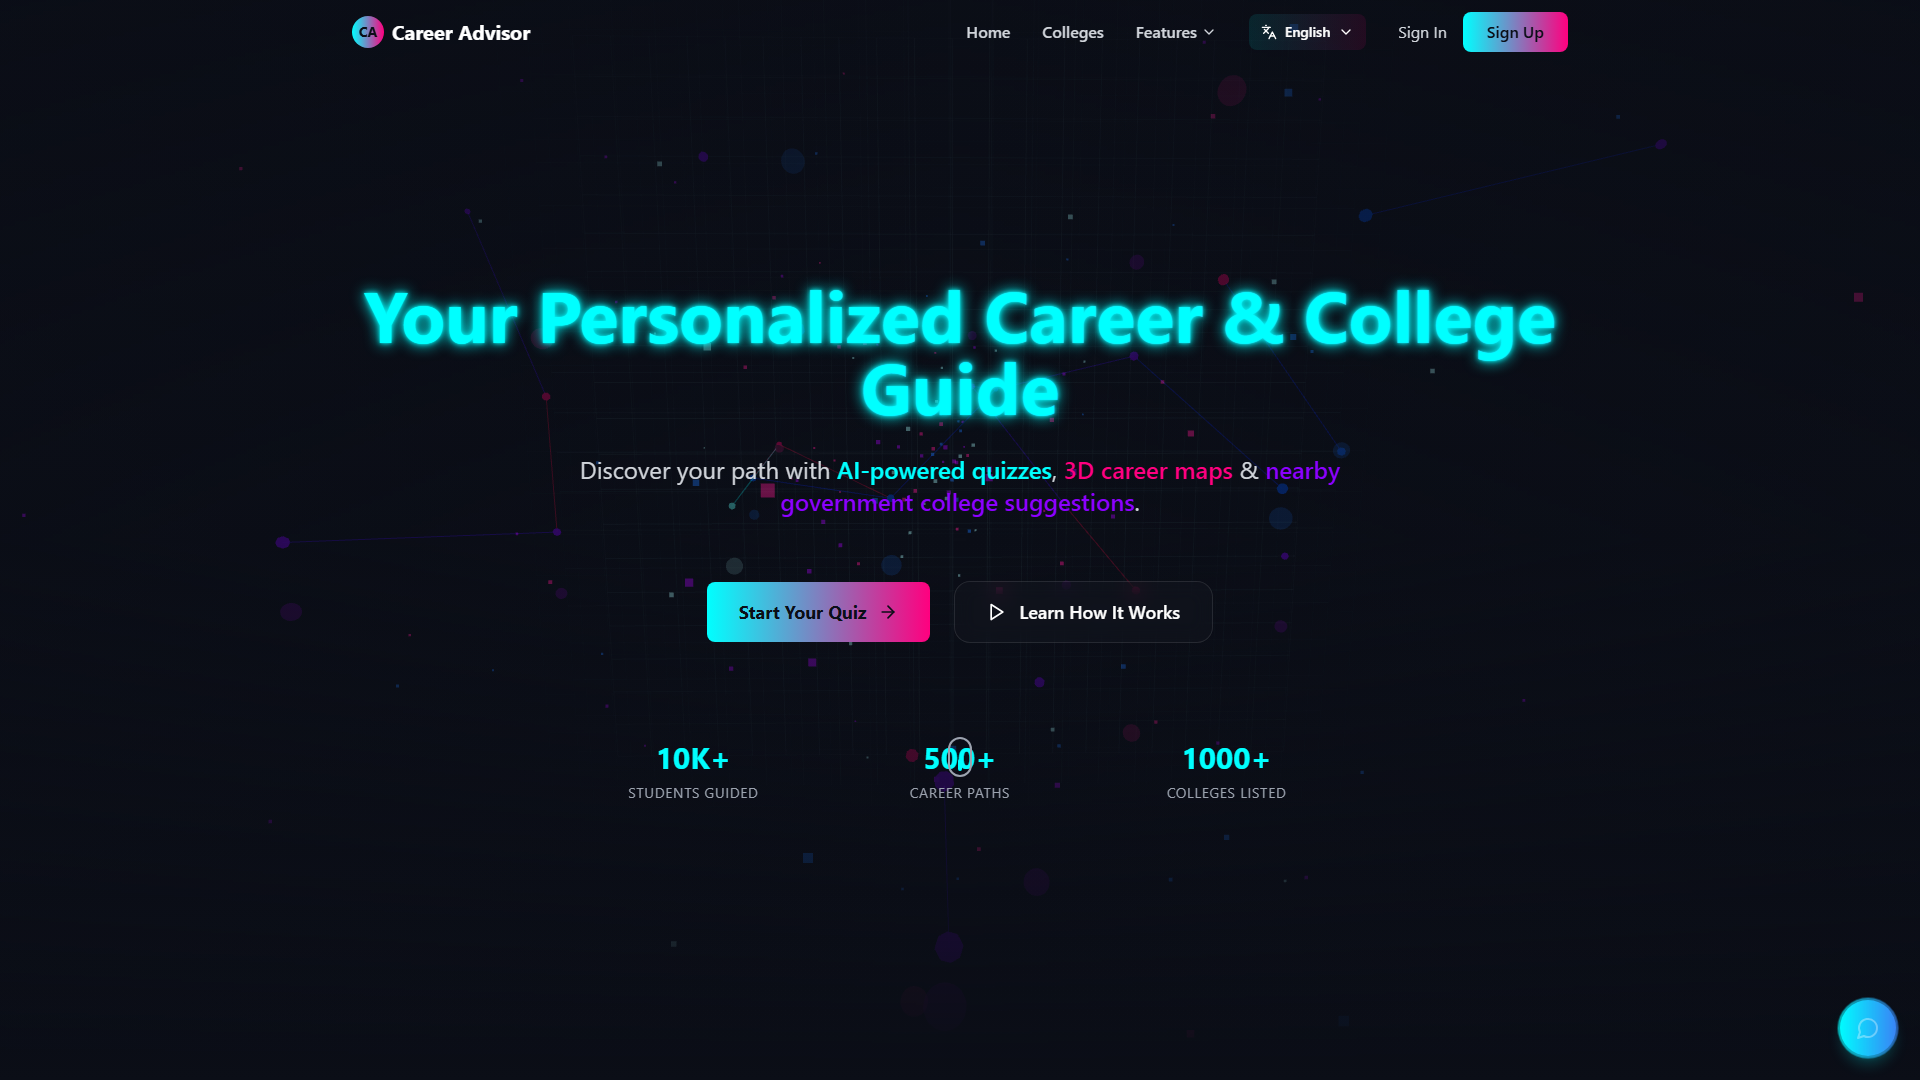 CA Career Advisor
Home Colleges Features English Sign In Sign Up
Your Personalized Career & College
Guide
Discover your path with AI-powered quizzes, 3D career maps & nearby
government college suggestions.
Start Your Quiz Learn How It Works
10K+ 500+ 1000+
STUDENTS GUIDED CAREER PATHS COLLEGES LISTED